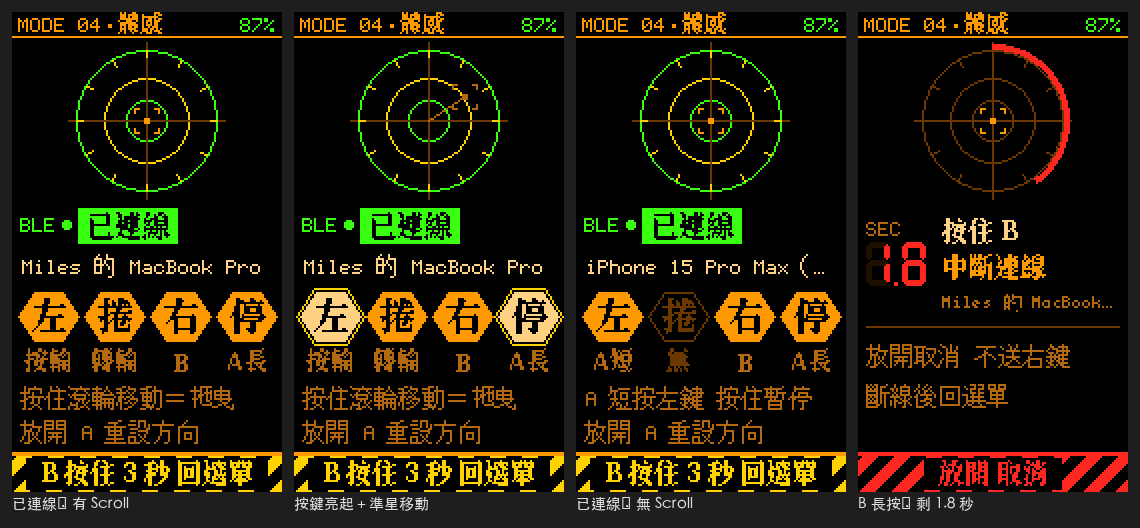 MODE 04·體感 87%
BLE 已連線
Miles 的 MacBook Pro
左 捲 右 停
按輪 轉輪 B A長
按住滾輪移動＝拖曳
放開 A 重設方向
B 按住 3 秒 回選單
已連線 有 Scroll
MODE 04·體感 87%
BLE 已連線
Miles 的 MacBook Pro
左 捲 右 停
按輪 轉輪 B A長
按住滾輪移動＝拖曳
放開 A 重設方向
B 按住 3 秒 回選單
按鍵亮起 + 準星移動
MODE 04·體感 87%
BLE 已連線
iPhone 15 Pro Max (…
左 捲 右 停
A短 無 B A長
A 短按左鍵 按住暫停
放開 A 重設方向
B 按住 3 秒 回選單
已連線 無 Scroll
MODE 04·體感 87%
SEC
1.8
按住 B
中斷連線
Miles 的 MacBook…
放開取消 不送右鍵
斷線後回選單
放開 取消
B 長按 剩 1.8 秒